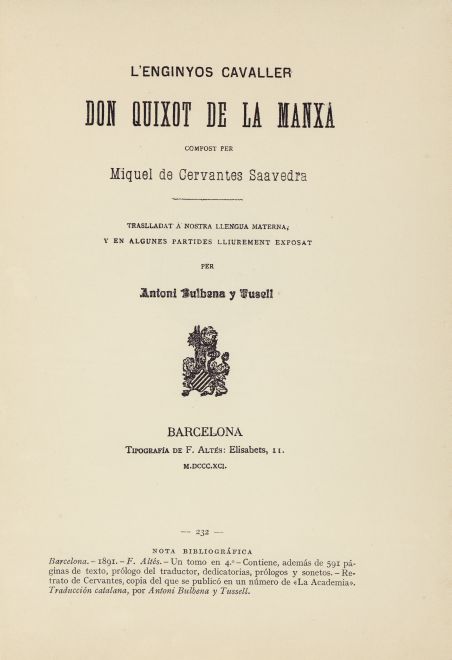 L'ENGINYOS CAVALLER
DON QUIXOT DE LA MANXA
COMPOST PER
Miquel de Cervantes Saavedra
TRASLLADAT Á NOSTRA LLENGUA MATERNA;
Y EN ALGUNES PARTIDES LLIUREMENT EXPOSAT
PER
Antoni Bulbena y Tusell
BARCELONA
TIPOGRAFÍA DE F. ALTÉS: Elisabets, 11.
M.DCCC.XCI.
— 232 —
NOTA BIBLIOGRÁFICA
Barcelona. – 1891. – F. Altés. – Un tomo en 4.º – Contiene, además de 591 pá-
ginas de texto, prólogo del traductor, dedicatorias, prólogos y sonetos. – Re-
trato de Cervantes, copia del que se publicó en un número de «La Academia».
Traducción catalana, por Antoni Bulbena y Tussell.